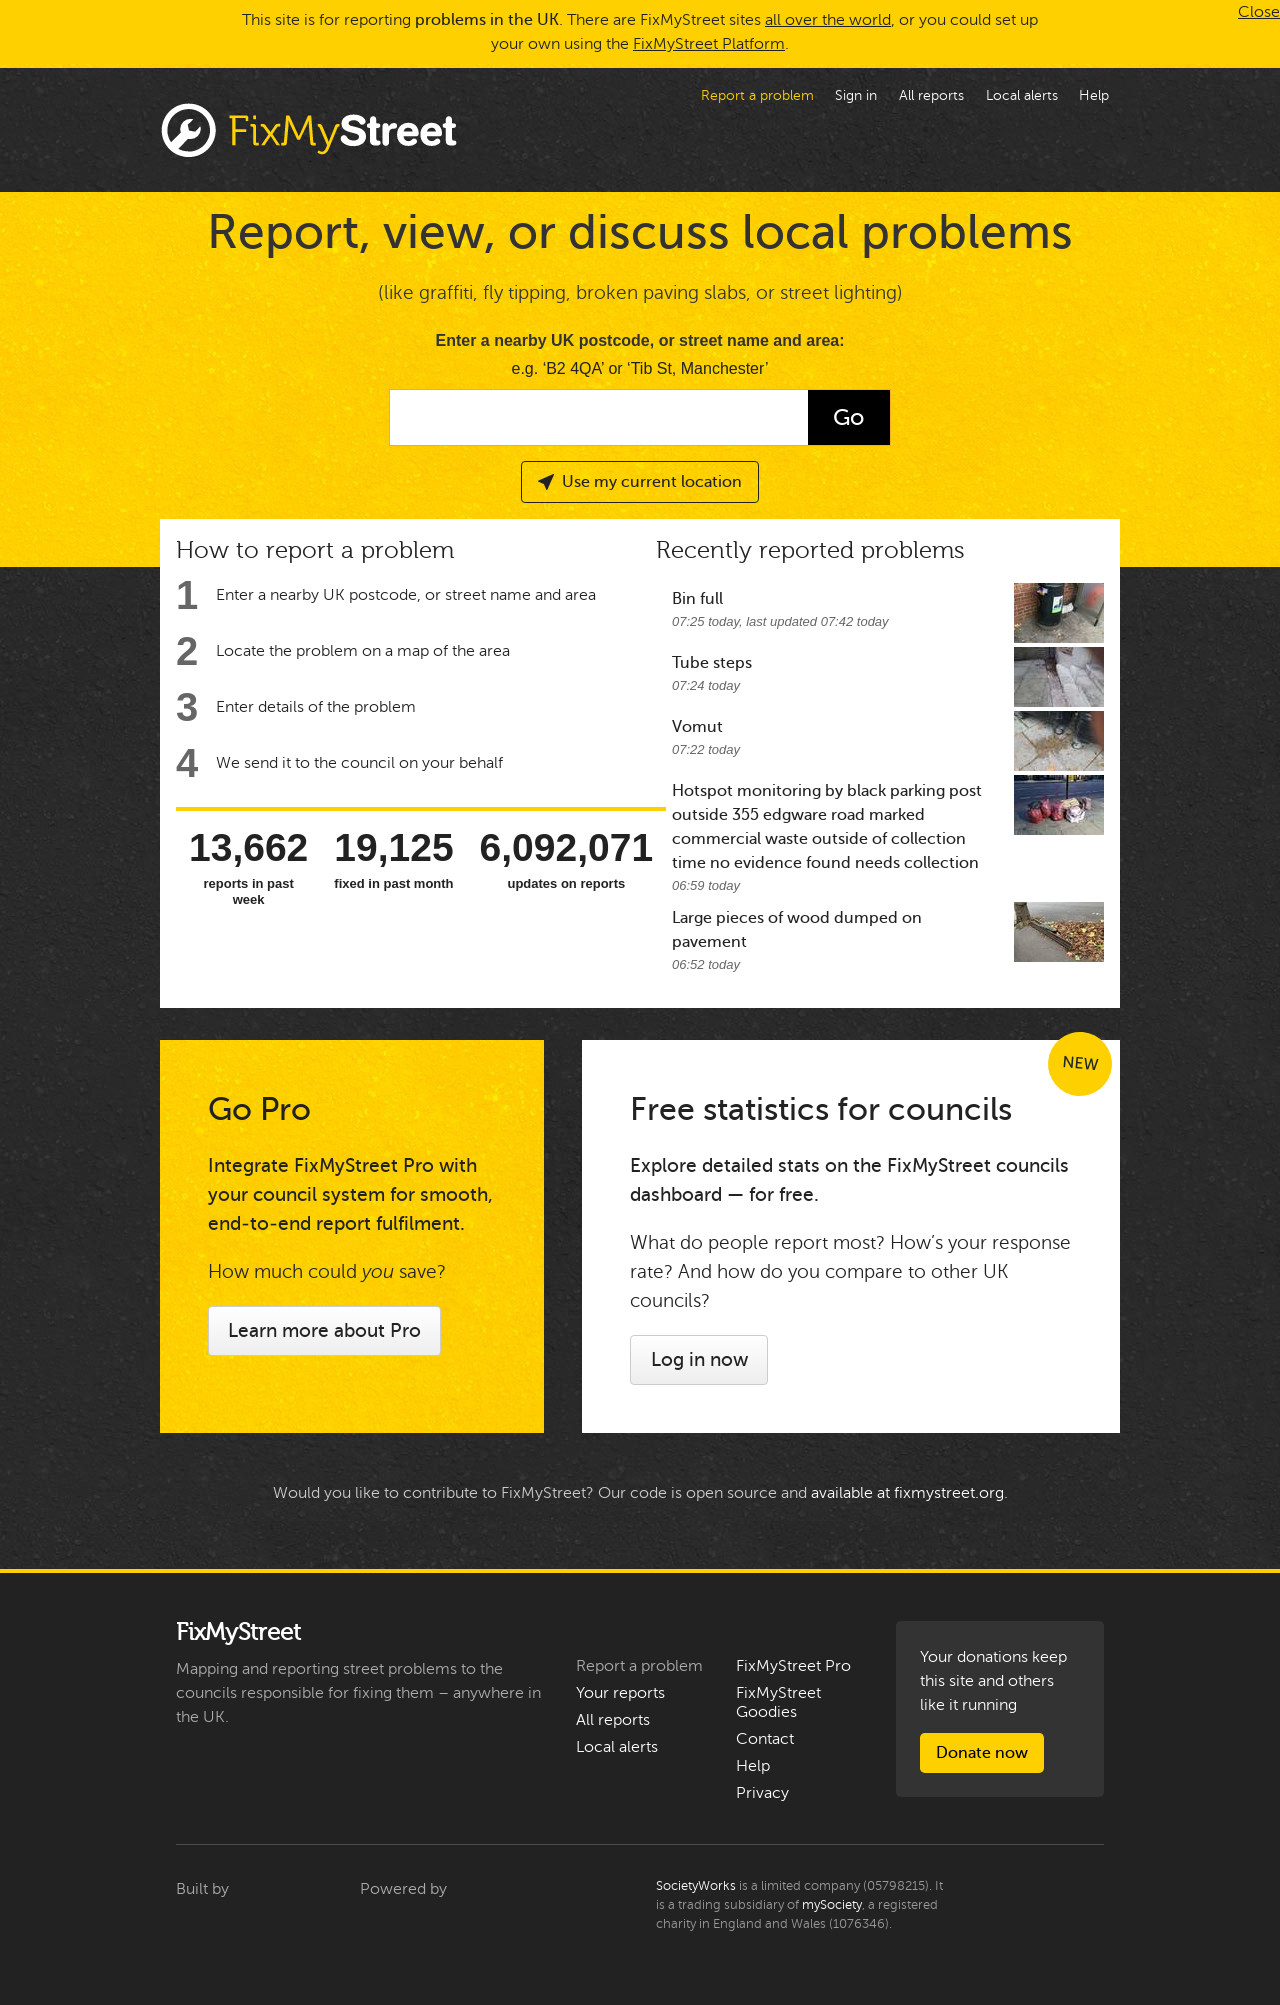 This site is for reporting problems in the UK. There are FixMyStreet sites all over the world, or you could set up
your own using the FixMyStreet Platform.
Close
Report a problem
Sign in
All reports
Local alerts
Help
FixMyStreet
Report, view, or discuss local problems
(like graffiti, fly tipping, broken paving slabs, or street lighting)
Enter a nearby UK postcode, or street name and area:
e.g. ‘B2 4QA’ or ‘Tib St, Manchester’
Go
Use my current location
How to report a problem
1 Enter a nearby UK postcode, or street name and area
2 Locate the problem on a map of the area
3 Enter details of the problem
4 We send it to the council on your behalf
13,662
reports in past
week
19,125
fixed in past month
6,092,071
updates on reports
Recently reported problems
Bin full
07:25 today, last updated 07:42 today
Tube steps
07:24 today
Vomut
07:22 today
Hotspot monitoring by black parking post
outside 355 edgware road marked
commercial waste outside of collection
time no evidence found needs collection
06:59 today
Large pieces of wood dumped on
pavement
06:52 today
Go Pro
Integrate FixMyStreet Pro with
your council system for smooth,
end-to-end report fulfilment.
How much could you save?
Learn more about Pro
NEW
Free statistics for councils
Explore detailed stats on the FixMyStreet councils
dashboard — for free.
What do people report most? How’s your response
rate? And how do you compare to other UK
councils?
Log in now
Would you like to contribute to FixMyStreet? Our code is open source and available at fixmystreet.org.
FixMyStreet
Mapping and reporting street problems to the
councils responsible for fixing them – anywhere in
the UK.
Report a problem
Your reports
All reports
Local alerts
FixMyStreet Pro
FixMyStreet
Goodies
Contact
Help
Privacy
Your donations keep
this site and others
like it running
Donate now
Built by
Powered by
SocietyWorks is a limited company (05798215). It
is a trading subsidiary of mySociety, a registered
charity in England and Wales (1076346).